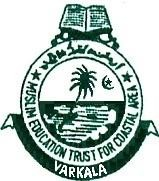 MUSLIM EDUCATION TRUST FOR COASTAL AREA
VARKALA